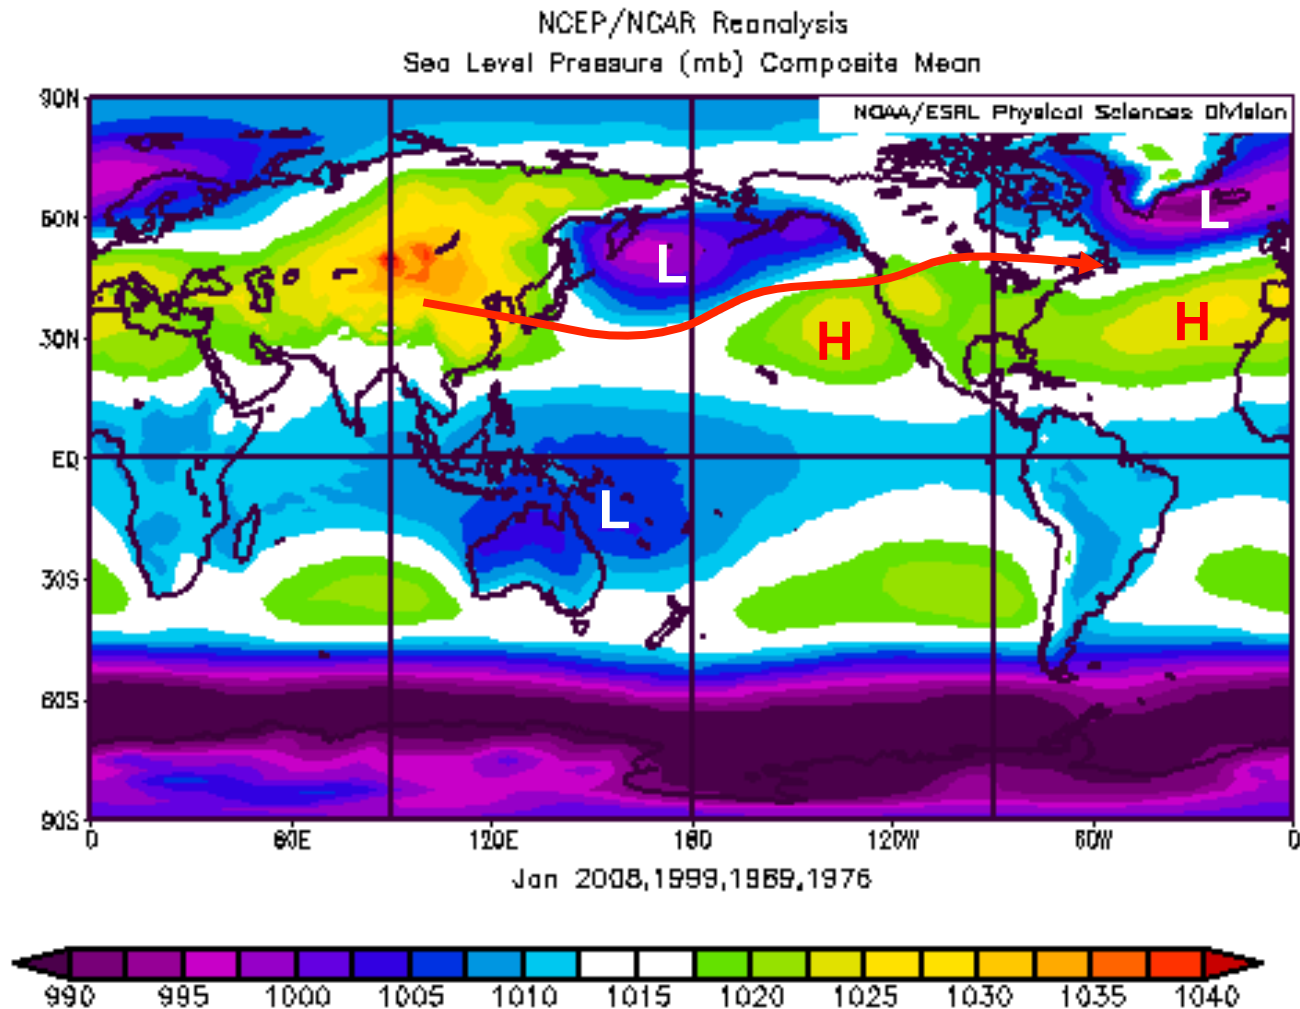 NCEP/NCAR Reanalysis
Sea Level Pressure (mb) Composite Mean
90N
NOAA/ESRL Physical Sciences Division
60N
L
L
30N
H
H
EQ
L
30S
60S
90S
0 60E 120E 180 120W 60W 0
Jan 2008,1999,1989,1976
990 995 1000 1005 1010 1015 1020 1025 1030 1035 1040